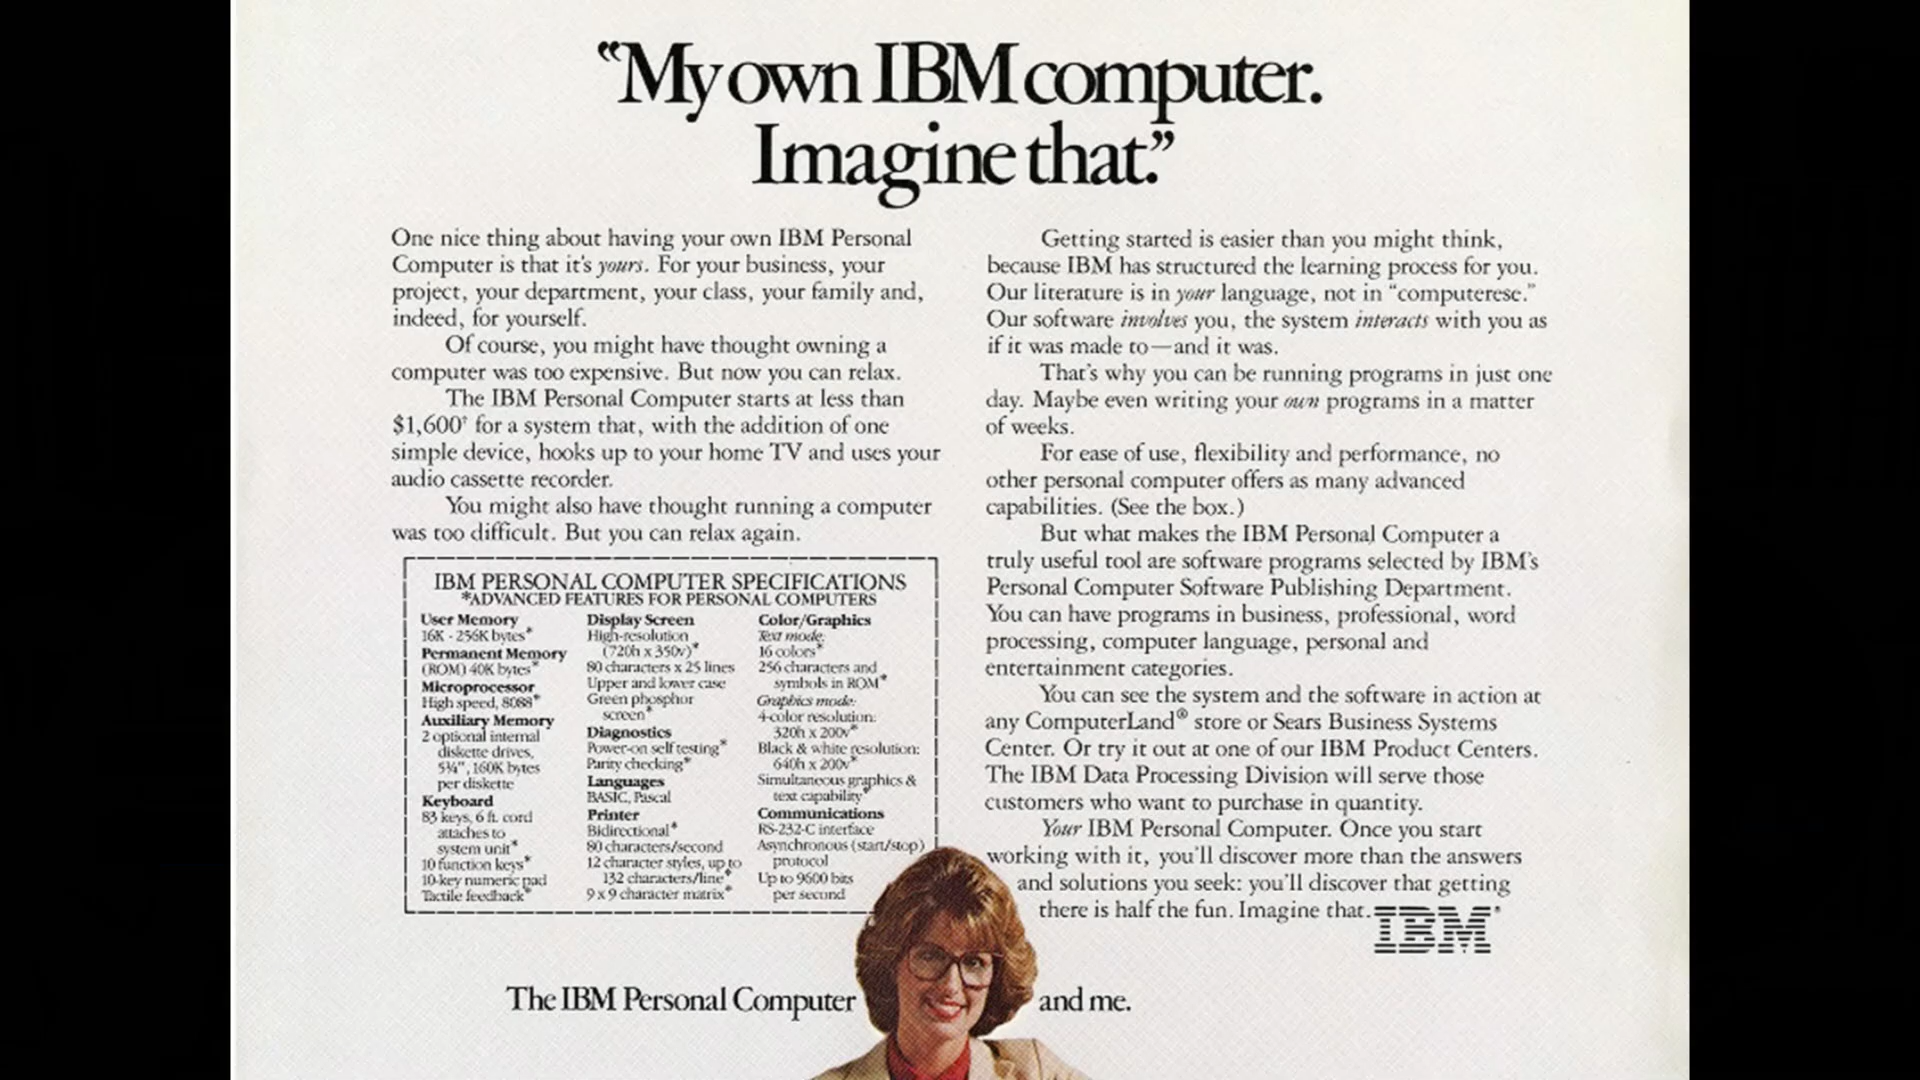 “My own IBM computer.
Imagine that.”
One nice thing about having your own IBM Personal
Computer is that it's yours. For your business, your
project, your department, your class, your family and,
indeed, for yourself.
Of course, you might have thought owning a
computer was too expensive. But now you can relax.
The IBM Personal Computer starts at less than
$1,600† for a system that, with the addition of one
simple device, hooks up to your home TV and uses your
audio cassette recorder.
You might also have thought running a computer
was too difficult. But you can relax again.
IBM PERSONAL COMPUTER SPECIFICATIONS
*ADVANCED FEATURES FOR PERSONAL COMPUTERS
User Memory
16K - 256K bytes*
Permanent Memory
(ROM) 40K bytes*
Microprocessor
High speed, 8088*
Auxiliary Memory
2 optional internal
diskette drives,
5¼", 160K bytes
per diskette
Keyboard
83 keys, 6 ft. cord
attaches to
system unit*
10 function keys*
10-key numeric pad
Tactile feedback*
Display Screen
High-resolution
(720h x 350v)*
80 characters x 25 lines
Upper and lower case
Green phosphor
screen*
Diagnostics
Power-on self testing*
Parity checking*
Languages
BASIC, Pascal
Printer
Bidirectional*
80 characters/second
12 character styles, up to
132 characters/line*
9 x 9 character matrix*
Color/Graphics
Text mode:
16 colors*
256 characters and
symbols in ROM*
Graphics mode:
4-color resolution:
320h x 200v*
Black & white resolution:
640h x 200v*
Simultaneous graphics &
text capability*
Communications
RS-232-C interface
Asynchronous (start/stop)
protocol
Up to 9600 bits
per second
Getting started is easier than you might think,
because IBM has structured the learning process for you.
Our literature is in your language, not in “computerese.”
Our software involves you, the system interacts with you as
if it was made to—and it was.
That's why you can be running programs in just one
day. Maybe even writing your own programs in a matter
of weeks.
For ease of use, flexibility and performance, no
other personal computer offers as many advanced
capabilities. (See the box.)
But what makes the IBM Personal Computer a
truly useful tool are software programs selected by IBM's
Personal Computer Software Publishing Department.
You can have programs in business, professional, word
processing, computer language, personal and
entertainment categories.
You can see the system and the software in action at
any ComputerLand® store or Sears Business Systems
Center. Or try it out at one of our IBM Product Centers.
The IBM Data Processing Division will serve those
customers who want to purchase in quantity.
Your IBM Personal Computer. Once you start
working with it, you'll discover more than the answers
and solutions you seek: you'll discover that getting
there is half the fun. Imagine that.
IBM®
The IBM Personal Computer and me.